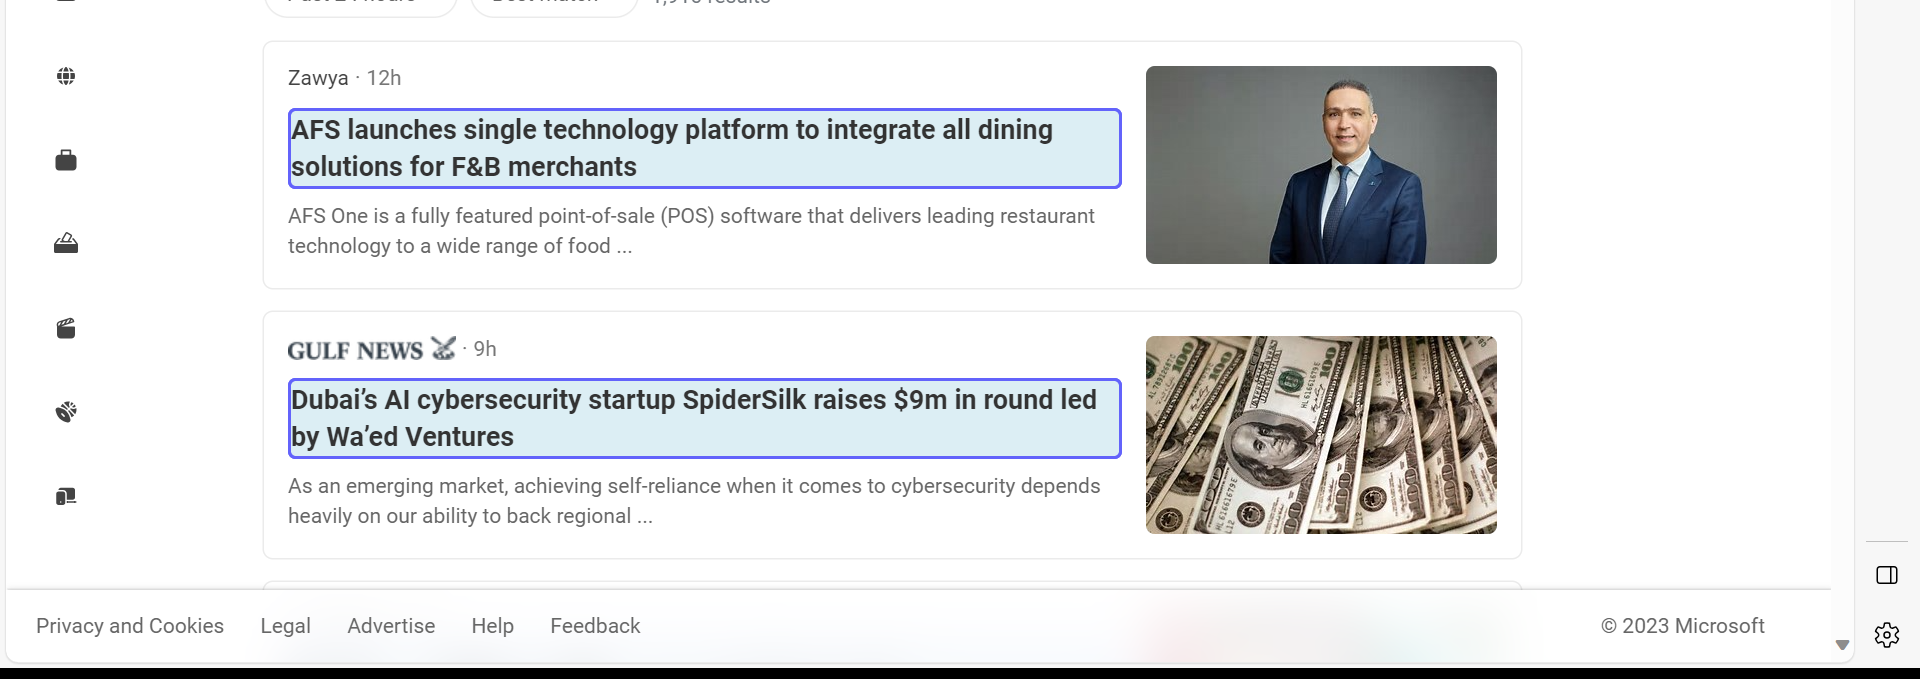 1,916 results
Zawya · 12h
AFS launches single technology platform to integrate all dining
solutions for F&B merchants
AFS One is a fully featured point-of-sale (POS) software that delivers leading restaurant
technology to a wide range of food ...
GULF NEWS · 9h
Dubai’s AI cybersecurity startup SpiderSilk raises $9m in round led
by Wa’ed Ventures
As an emerging market, achieving self-reliance when it comes to cybersecurity depends
heavily on our ability to back regional ...
Privacy and Cookies Legal Advertise Help Feedback © 2023 Microsoft